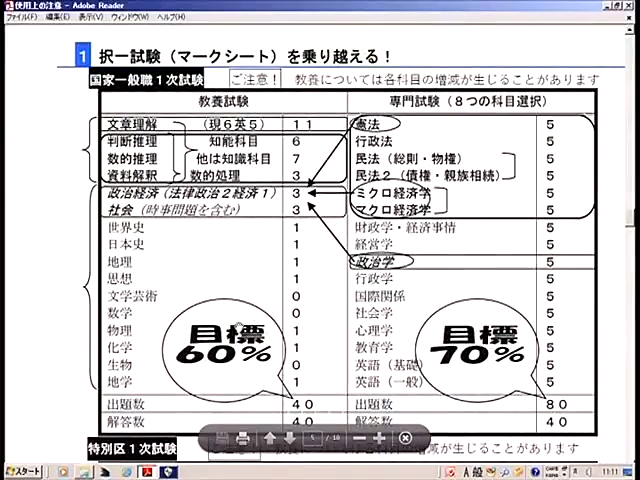 使用上の注意 - Adobe Reader
ファイル(F) 編集(E) 表示(V) ウィンドウ(W) ヘルプ(H)
1 択一試験（マークシート）を乗り越える！
国家一般職１次試験 ご注意！ 教養については各科目の増減が生じることがあります
教養試験 専門試験（８つの科目選択）
文章理解 （現６英５） １１ 憲法 ５
判断推理 知能科目 ６ 行政法 ５
数的推理 他は知識科目 ７ 民法（総則・物権） ５
資料解釈 数的処理 ３ 民法２（債権・親族相続） ５
政治経済（法律政治２経済１） ３ ミクロ経済学 ５
社会（時事問題を含む） ３ マクロ経済学 ５
世界史 １ 財政学・経済事情 ５
日本史 １ 経営学 ５
地理 １ 政治学 ５
思想 １ 行政学 ５
文学芸術 ０ 国際関係 ５
数学 ０ 社会学 ５
物理 １ 心理学 ５
化学 １ 教育学 ５
生物 ０ 英語（基礎） ５
地学 １ 英語（一般） ５
目標
60%
目標
70%
出題数 ４０ 出題数 ８０
解答数 ４０ 解答数 ４０
特別区１次試験
スタート A 般 11:11